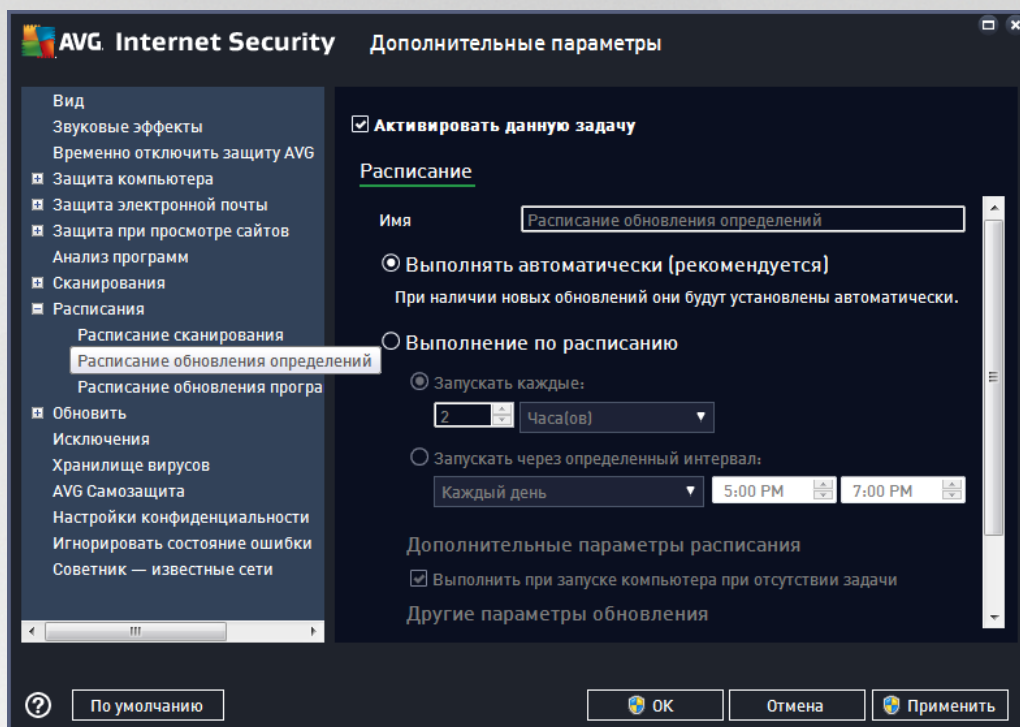 AVG. Internet Security
Дополнительные параметры
Вид
Звуковые эффекты
Временно отключить защиту AVG
Защита компьютера
Защита электронной почты
Защита при просмотре сайтов
Анализ программ
Сканирования
Расписания
Расписание сканирования
Расписание обновления определений
Расписание обновления програ
Обновить
Исключения
Хранилище вирусов
AVG Самозащита
Настройки конфиденциальности
Игнорировать состояние ошибки
Советник — известные сети
Активировать данную задачу
Расписание
Имя
Расписание обновления определений
Выполнять автоматически (рекомендуется)
При наличии новых обновлений они будут установлены автоматически.
Выполнение по расписанию
Запускать каждые:
2 Часа(ов)
Запускать через определенный интервал:
Каждый день 5:00 PM 7:00 PM
Дополнительные параметры расписания
Выполнить при запуске компьютера при отсутствии задачи
Другие параметры обновления
? По умолчанию OK Отмена Применить